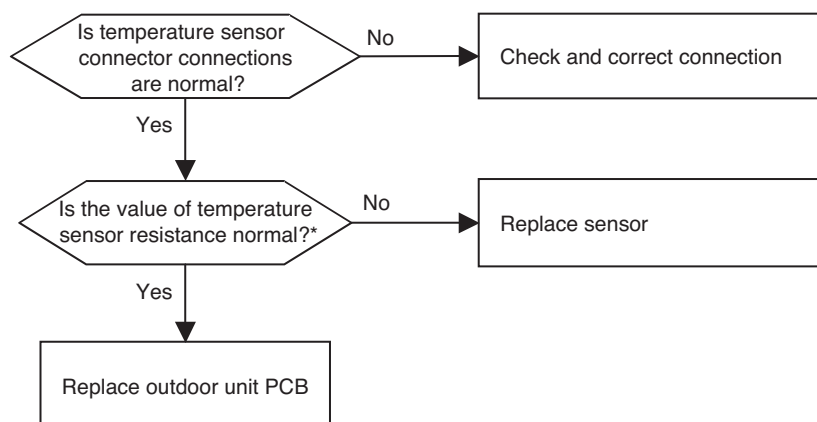 Is temperature sensor
connector connections
are normal?
No
Check and correct connection
Yes
Is the value of temperature
sensor resistance normal?*
No
Replace sensor
Yes
Replace outdoor unit PCB